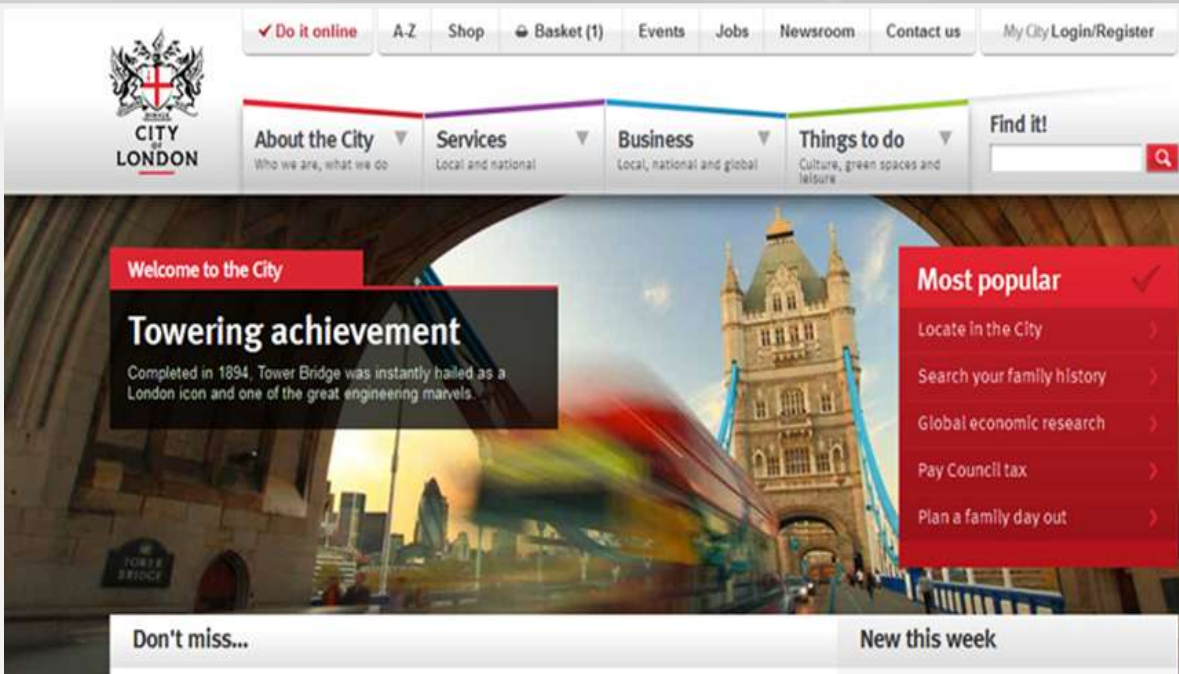 ✓ Do it online
A-Z
Shop
Basket (1)
Events
Jobs
Newsroom
Contact us
My City Login/Register
CITY
OF
LONDON
About the City
Who we are, what we do
Services
Local and national
Business
Local, national and global
Things to do
Culture, green spaces and
leisure
Find it!
Welcome to the City
Towering achievement
Completed in 1894, Tower Bridge was instantly hailed as a
London icon and one of the great engineering marvels.
Most popular
Locate in the City
Search your family history
Global economic research
Pay Council tax
Plan a family day out
TOWER
BRIDGE
Don't miss...
New this week